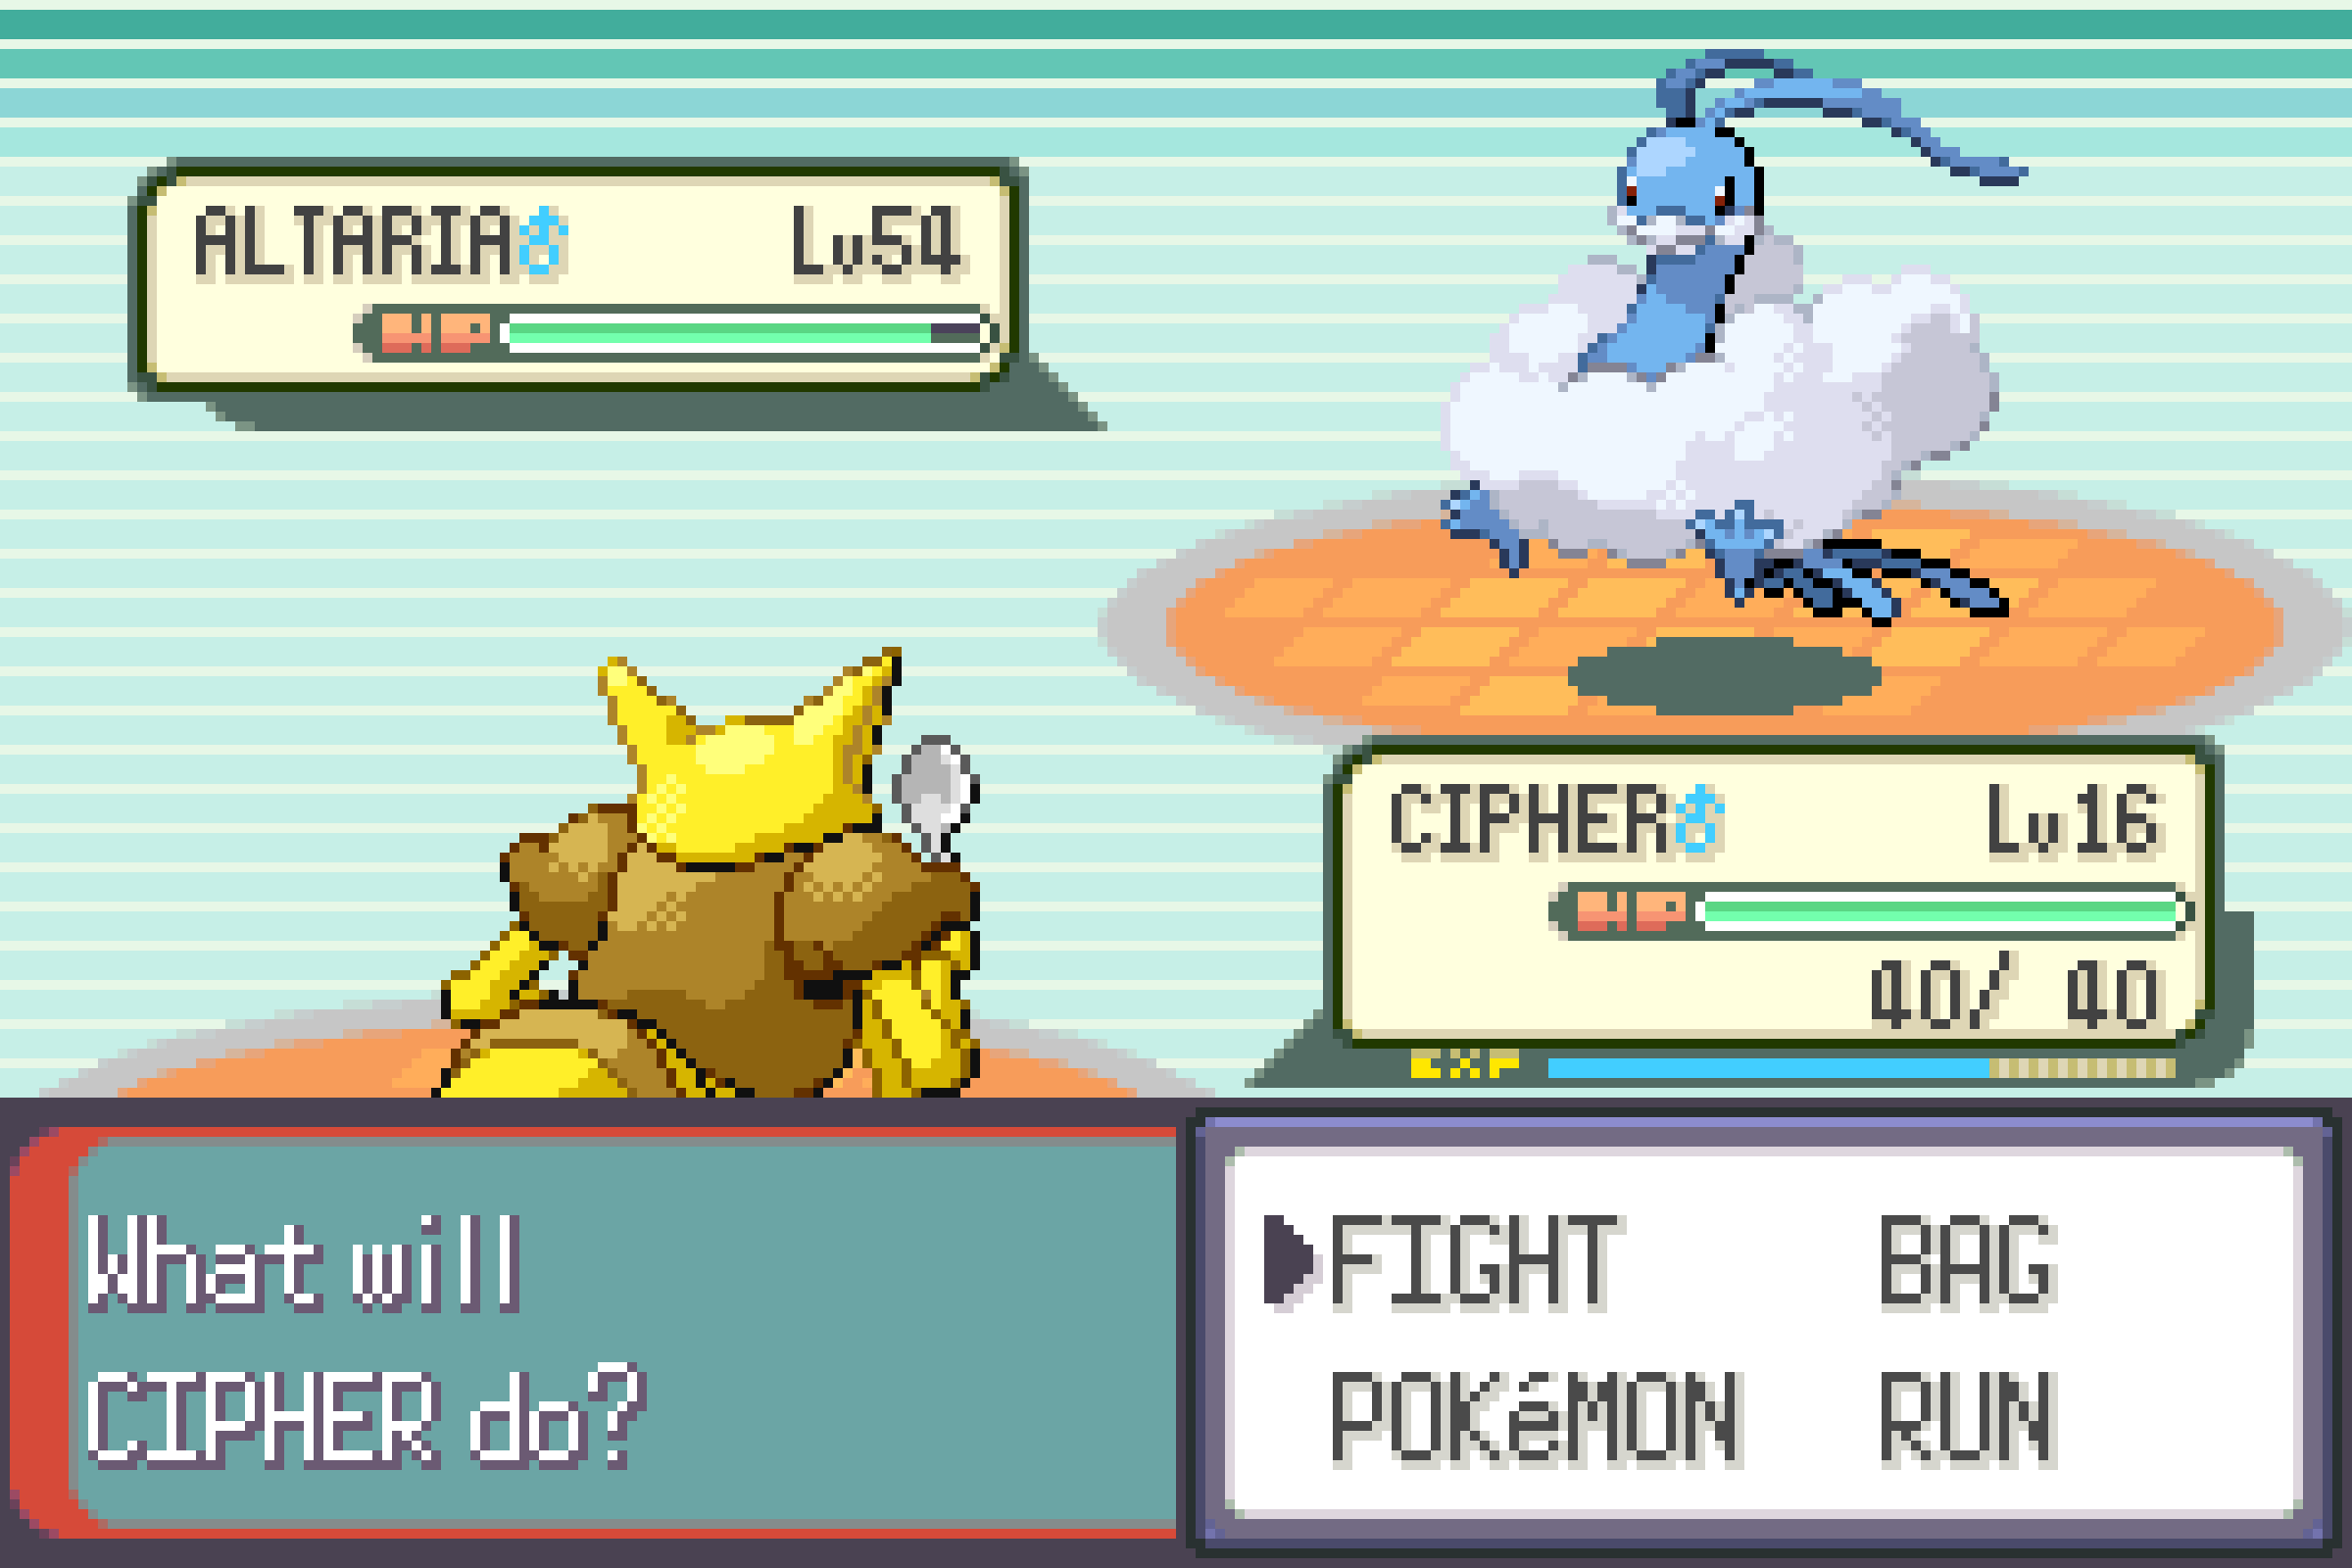 ALTARIA♂ Lv54
HP
CIPHER♂ Lv16
HP
40/ 40
EXP
What will
CIPHER do?
FIGHT BAG
POKéMON RUN